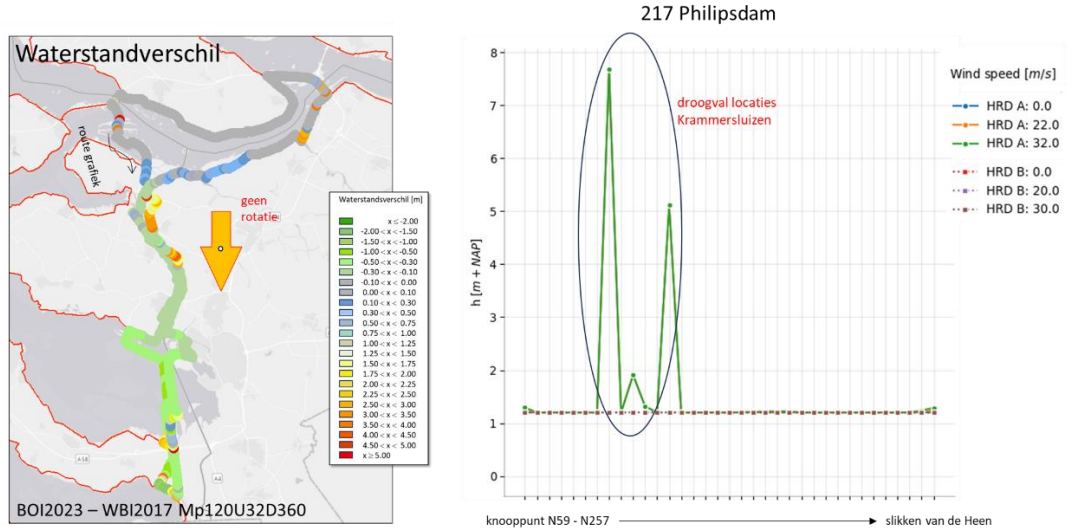 Waterstandverschil
route grafiek
geen
rotatie
Waterstandsverschil [m]
x ≤ -2.00
-2.00 < x < -1.50
-1.50 < x < -1.00
-1.00 < x < -0.50
-0.50 < x < -0.30
-0.30 < x < -0.10
-0.10 < x < 0.00
0.00 < x < 0.10
0.10 < x < 0.30
0.30 < x < 0.50
0.50 < x < 0.75
0.75 < x < 1.00
1.00 < x < 1.25
1.25 < x < 1.50
1.50 < x < 1.75
1.75 < x < 2.00
2.00 < x < 2.25
2.25 < x < 2.50
2.50 < x < 3.00
3.00 < x < 3.50
3.50 < x < 4.00
4.00 < x < 4.50
4.50 < x < 5.00
x ≥ 5.00
A58
A4
BOI2023 – WBI2017 Mp120U32D360
217 Philipsdam
8
7
6
5
4
3
2
1
0
h [m + NAP]
droogval locaties
Krammersluizen
Wind speed [m/s]
HRD A: 0.0
HRD A: 22.0
HRD A: 32.0
HRD B: 0.0
HRD B: 20.0
HRD B: 30.0
knooppunt N59 - N257
slikken van de Heen